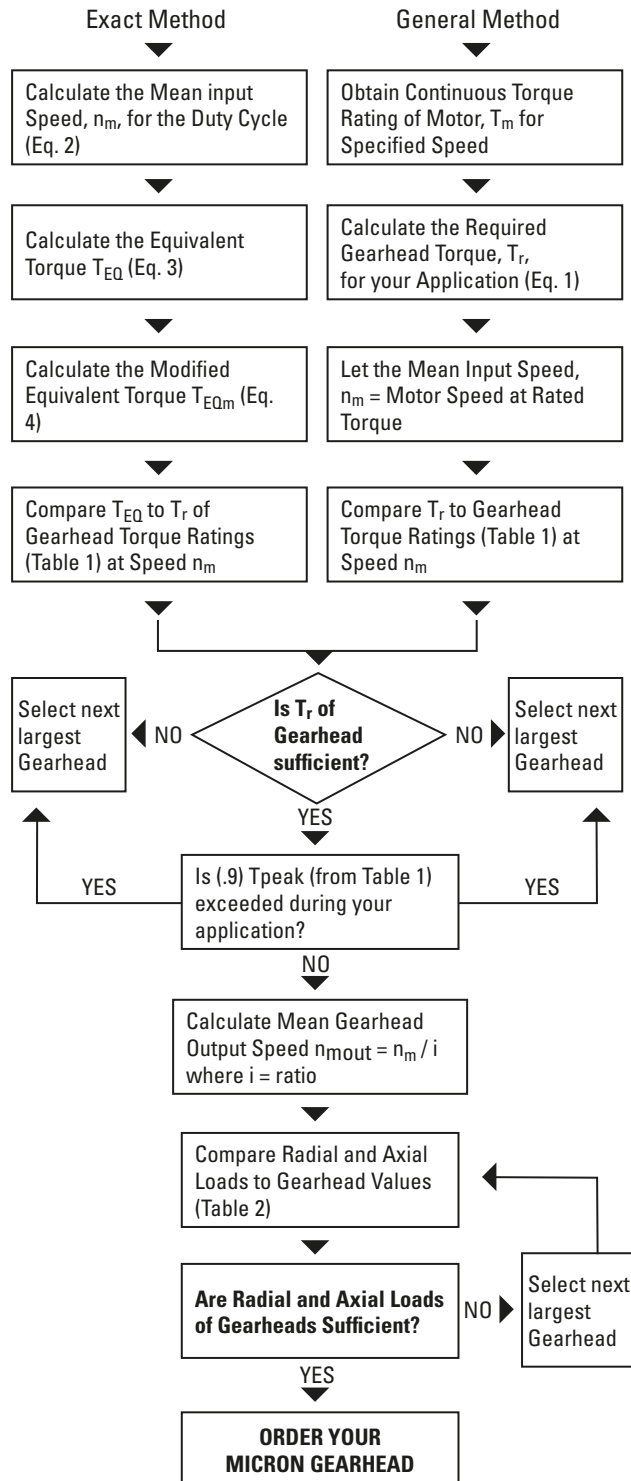 Exact Method
General Method
Calculate the Mean input
Speed, nm, for the Duty Cycle
(Eq. 2)
Obtain Continuous Torque
Rating of Motor, Tm for
Specified Speed
Calculate the Equivalent
Torque TEQ (Eq. 3)
Calculate the Required
Gearhead Torque, Tr,
for your Application (Eq. 1)
Calculate the Modified
Equivalent Torque TEQm (Eq.
4)
Let the Mean Input Speed,
nm = Motor Speed at Rated
Torque
Compare TEQ to Tr of
Gearhead Torque Ratings
(Table 1) at Speed nm
Compare Tr to Gearhead
Torque Ratings (Table 1) at
Speed nm
Select next
largest
Gearhead
NO
Is Tr of
Gearhead
sufficient?
NO
Select next
largest
Gearhead
YES
YES
Is (.9) Tpeak (from Table 1)
exceeded during your
application?
YES
NO
Calculate Mean Gearhead
Output Speed nmout = nm / i
where i = ratio
Compare Radial and Axial
Loads to Gearhead Values
(Table 2)
Are Radial and Axial Loads
of Gearheads Sufficient?
NO
Select next
largest
Gearhead
YES
ORDER YOUR
MICRON GEARHEAD